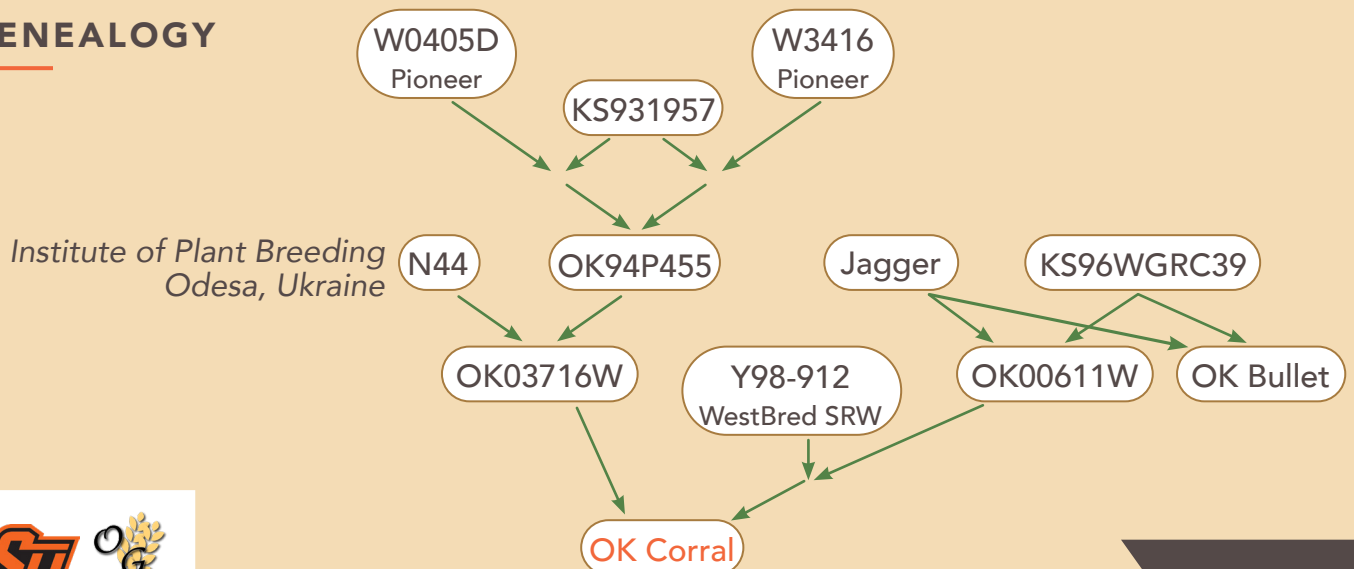 ENEALOGY
W0405D
Pioneer
W3416
Pioneer
KS931957
Institute of Plant Breeding
Odesa, Ukraine
N44
OK94P455
Jagger
KS96WGRC39
OK03716W
Y98-912
WestBred SRW
OK00611W
OK Bullet
OK Corral